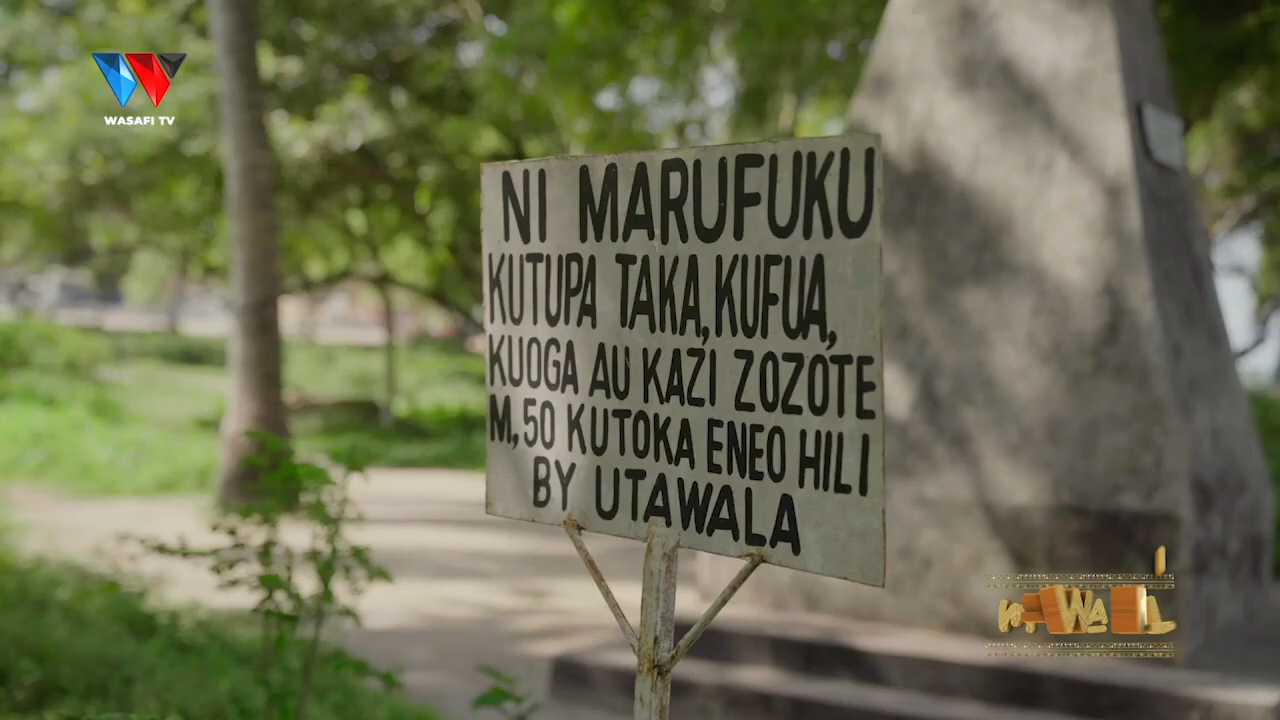 WASAFI TV
NI MARUFUKU
KUTUPA TAKA, KUFUA,
KUOGA AU KAZI ZOZOTE
M,50 KUTOKA ENEO HILI
BY UTAWALA